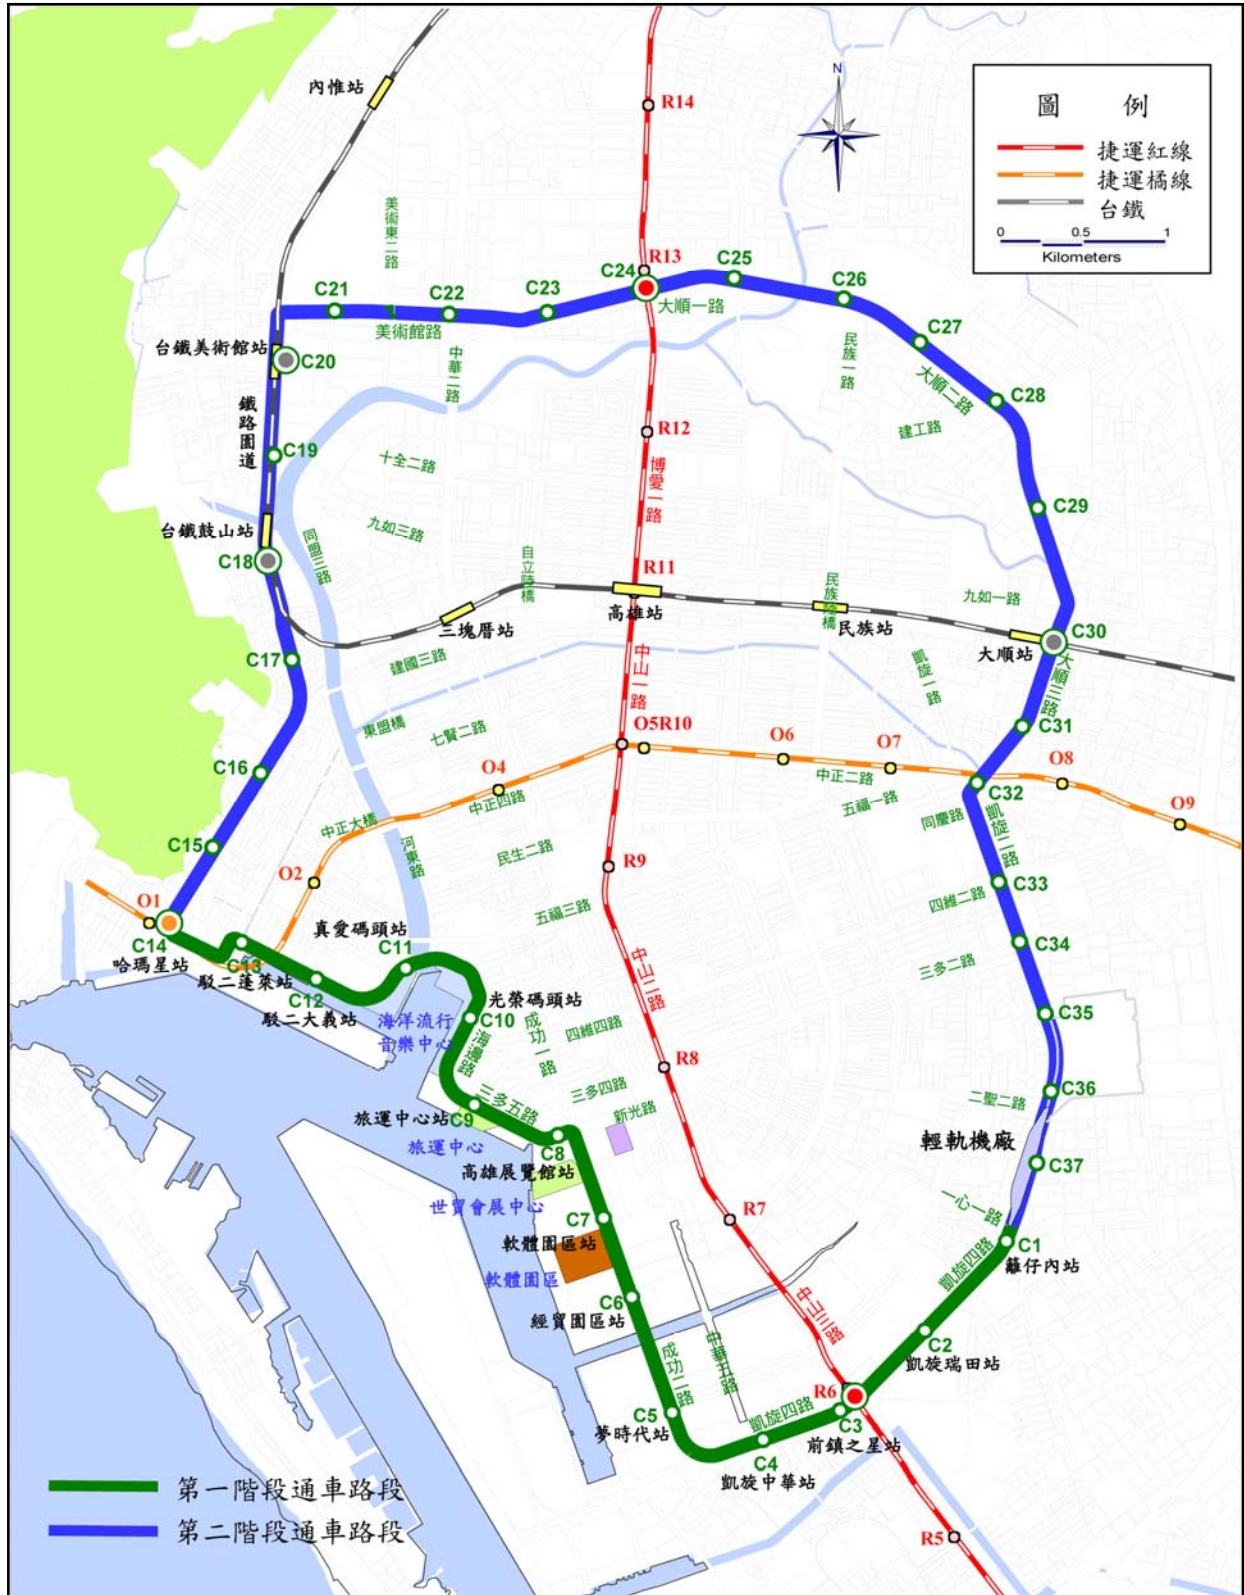 內惟站
R14
N
圖 例
捷運紅線
捷運橘線
台鐵
0 0.5 1
Kilometers
美術東二路
R13
C24
C25
大順一路
C26
C21
C22
C23
美術館路
台鐵美術館站
C20
中華二路
民族一路
C27
大順二路
C28
建工路
鐵路園道
C19
十全二路
R12
博愛一路
C29
台鐵鼓山站
九如三路
C18
同盟三路
自立陸橋
R11
高雄站
民族陸橋
民族站
九如一路
C30
大順站
大順三路
三塊厝站
C17
建國三路
中山一路
凱旋一路
C31
東盟橋
七賢二路
O5R10
O6
O7
O8
C16
O4
中正四路
中正二路
五福一路
C32
同慶路
凱旋二路
O9
中正大橋
C15
河東路
民生二路
R9
O2
C33
四維二路
O1
真愛碼頭站
五福三路
C14
哈瑪星站
C13
駁二蓬萊站
C11
中山二路
C34
三多二路
C12
駁二大義站
光榮碼頭站
C10
海洋流行
音樂中心
海邊路
成功一路
四維四路
C35
R8
三多四路
C36
二聖二路
旅運中心站
C9
三多五路
新光路
旅運中心
C8
高雄展覽館站
輕軌機廠
C37
世貿會展中心
C7
軟體園區站
R7
一心一路
C1
籬仔內站
凱旋四路
軟體園區
C6
經貿園區站
中山三路
C2
凱旋瑞田站
成功二路
中華五路
C5
夢時代站
R6
凱旋四路
C3
前鎮之星站
C4
凱旋中華站
第一階段通車路段
第二階段通車路段
R5